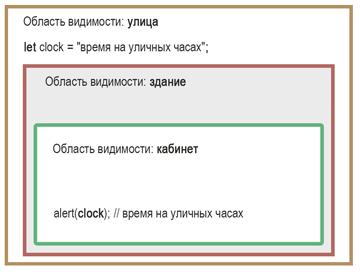 Область видимости: улица
let clock = "время на уличных часах";
Область видимости: здание
Область видимости: кабинет
alert(clock); // время на уличных часах